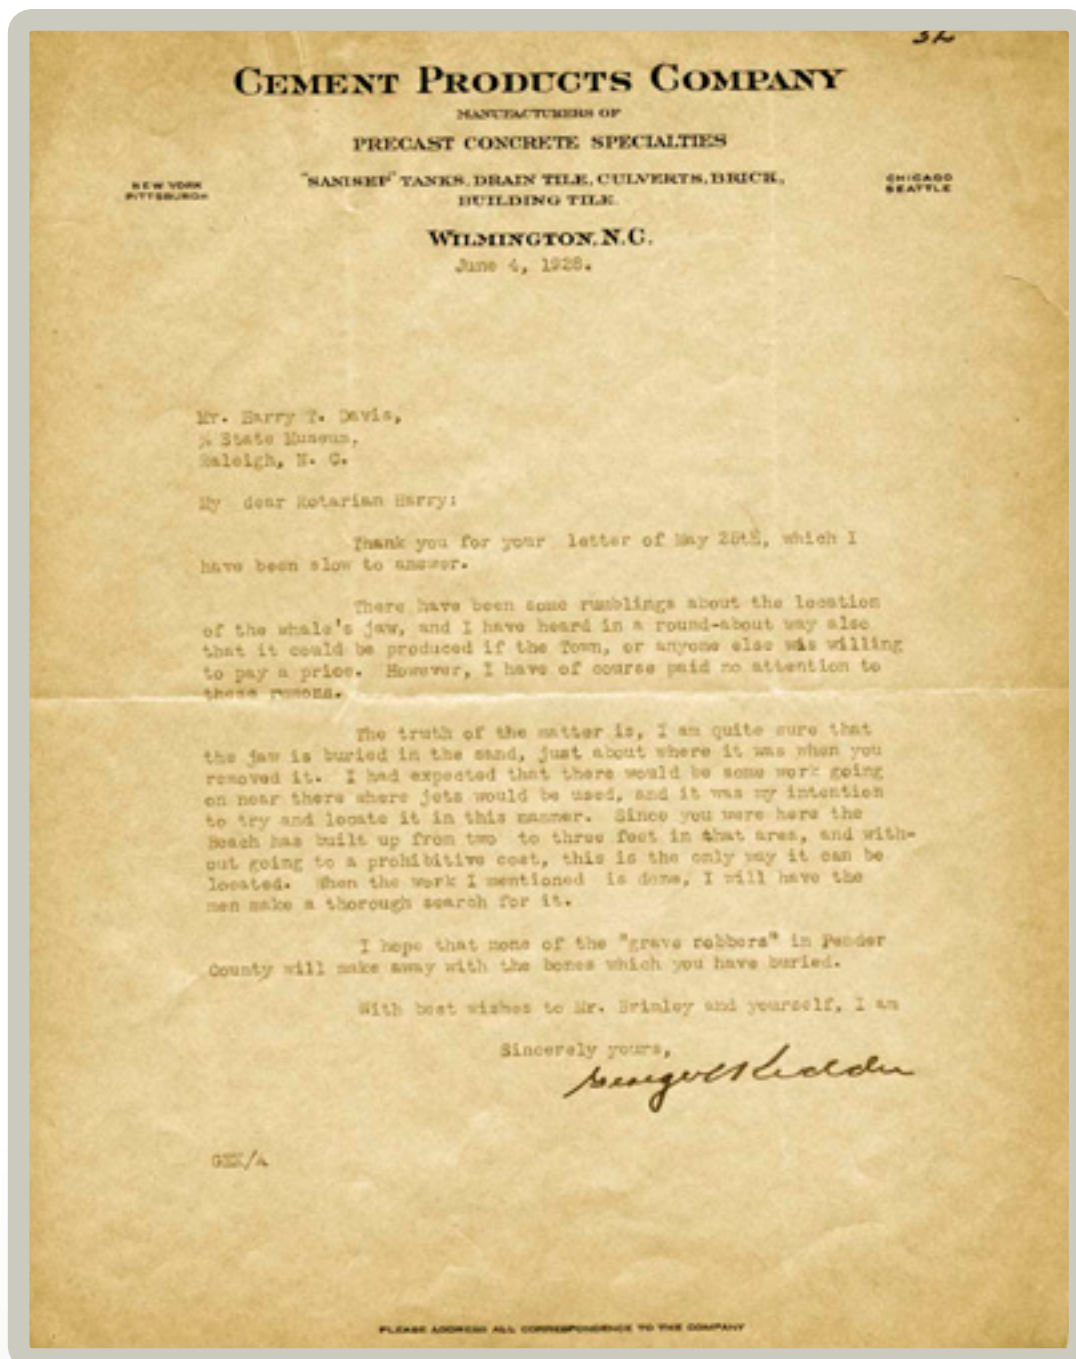 CEMENT PRODUCTS COMPANY
MANUFACTURERS OF
PRECAST CONCRETE SPECIALTIES
"SANISEP" TANKS, DRAIN TILE, CULVERTS, BRICK,
BUILDING TILE.
NEW YORK
PITTSBURGH
CHICAGO
SEATTLE
WILMINGTON, N.C.
June 4, 1928.
Mr. Harry T. Davis,
% State Museum,
Raleigh, N. C.
My dear Rotarian Harry:
Thank you for your letter of May which I
have been slow to answer.
There have been some rumblings about the location
of the whale's jaw, and I have heard in a round-about way also
that it could be produced if the Town, or anyone else was willing
to pay a price. However, I have of course paid no attention to
these
The truth of the matter is, I am quite sure that
the jaw is buried in the sand, just about where it was when you
removed it. I had expected that there would be some work going
on near there where jets would be used, and it was my intention
to try and locate it in this manner. Since you were here the
Beach has built up from two to three feet in that area, and with-
out going to a prohibitive cost, this is the only way it can be
located. When the work I mentioned is done, I will have the
men make a thorough search for it.
I hope that none of the "grave robbers" in Pender
County will make away with the bones which you have buried.
With best wishes to Mr. Brimley and yourself, I am
Sincerely yours,
GEK/A
PLEASE ADDRESS ALL CORRESPONDENCE TO THE COMPANY